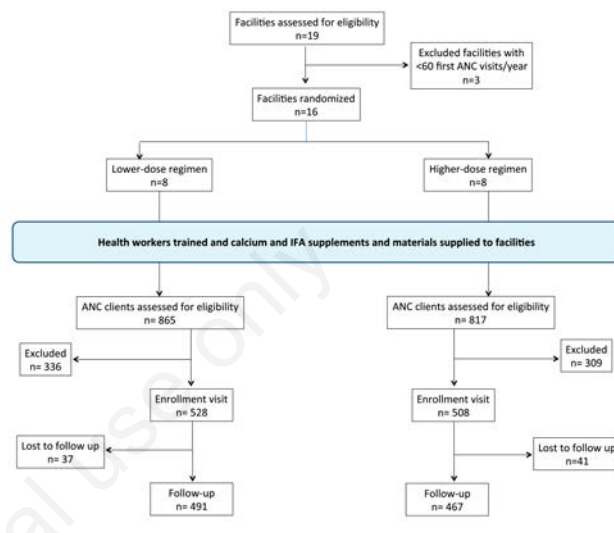 Facilities assessed for eligibility
n=19
Excluded facilities with
<60 first ANC visits/year
n=3
Facilities randomized
n=16
Lower-dose regimen
n=8
Higher-dose regimen
n=8
Health workers trained and calcium and IFA supplements and materials supplied to facilities
ANC clients assessed for eligibility
n= 865
ANC clients assessed for eligibility
n= 817
Excluded
n= 336
Excluded
n= 309
Enrollment visit
n= 528
Enrollment visit
n= 508
Lost to follow up
n= 37
Lost to follow up
n=41
Follow-up
n= 491
Follow-up
n= 467
use only